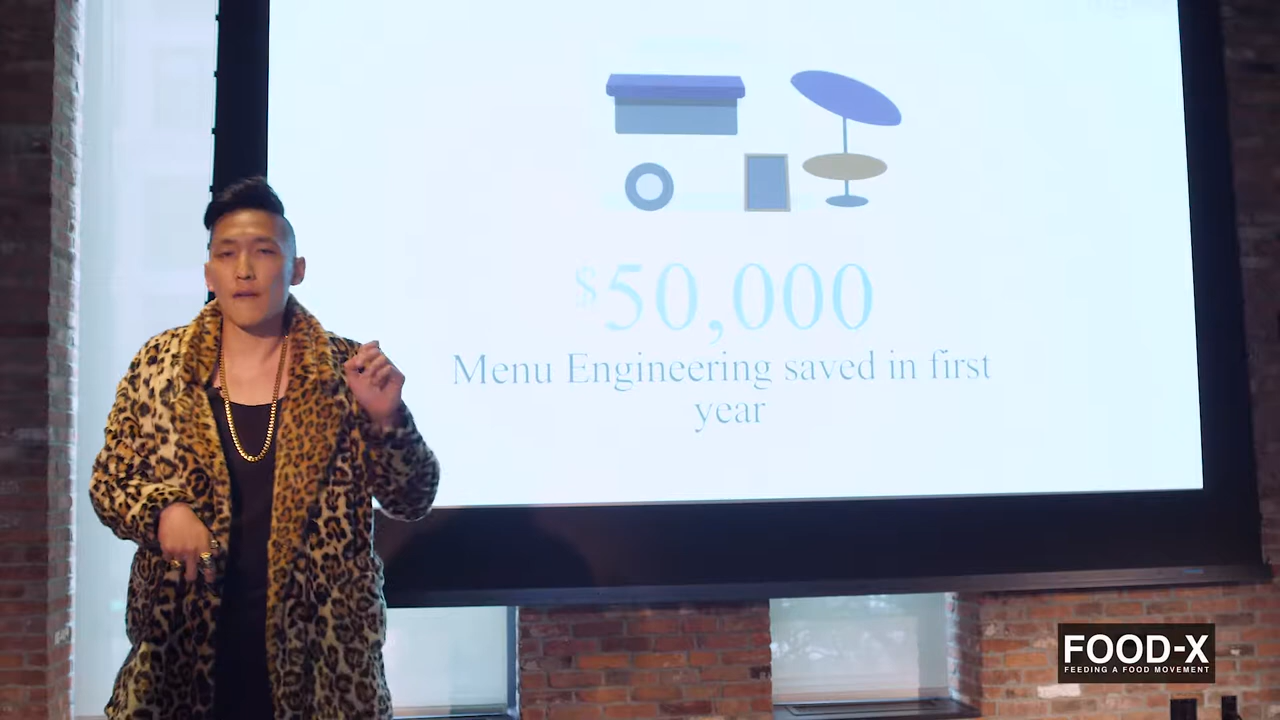 $50,000
Menu Engineering saved in first
year
FOOD-X
FEEDING A FOOD MOVEMENT